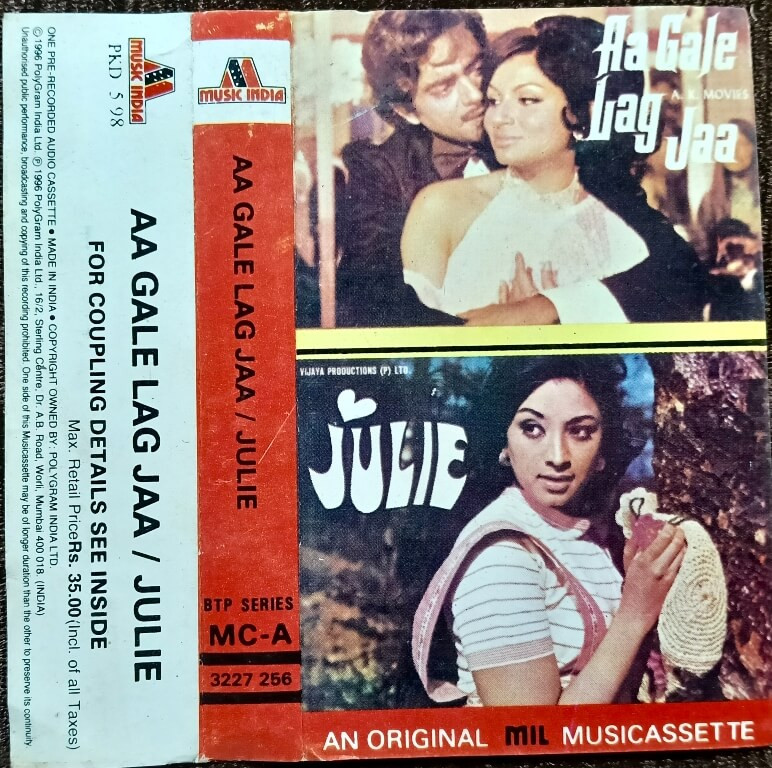 MUSIC INDIA
PKD 598
AA GALE LAG JAA / JULIE
FOR COUPLING DETAILS SEE INSIDE
Max. Retail Price Rs. 35.00 (Incl. of all Taxes)
ONE PRE-RECORDED AUDIO CASSETTE ● MADE IN INDIA ● COPYRIGHT OWNED BY: POLYGRAM INDIA LTD.
© 1996 PolyGram India Ltd. ℗ 1996 PolyGram India Ltd., 16/2, Sterling Centre, Dr. A.B. Road, Worli, Mumbai 400 018. (INDIA)
Unauthorised public performance, broadcasting and copying of this recording prohibited. One side of this Musicassette may be of longer duration than the other to preserve its continuity.
MUSIC INDIA
AA GALE LAG JAA / JULIE
BTP SERIES
MC-A
3227 256
Aa Gale
A. K. MOVIES
Lag Jaa
VIJAYA PRODUCTIONS (P) LTD.
JULIE
AN ORIGINAL MIL MUSICASSETTE